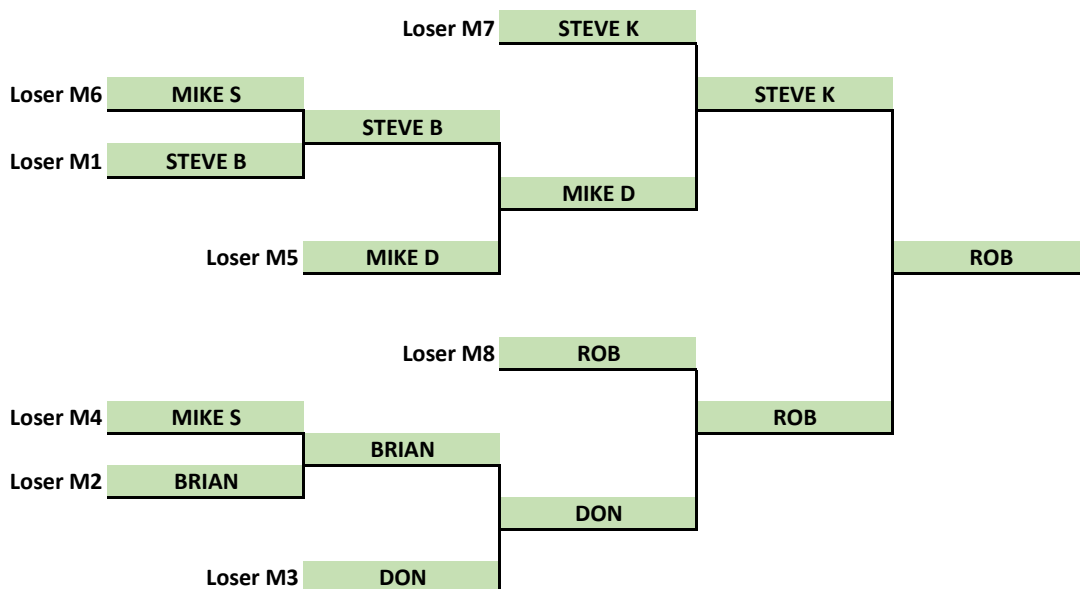 Loser M7 STEVE K
Loser M6 MIKE S STEVE K
STEVE B
Loser M1 STEVE B
MIKE D
Loser M5 MIKE D ROB
Loser M8 ROB
Loser M4 MIKE S ROB
BRIAN
Loser M2 BRIAN
DON
Loser M3 DON